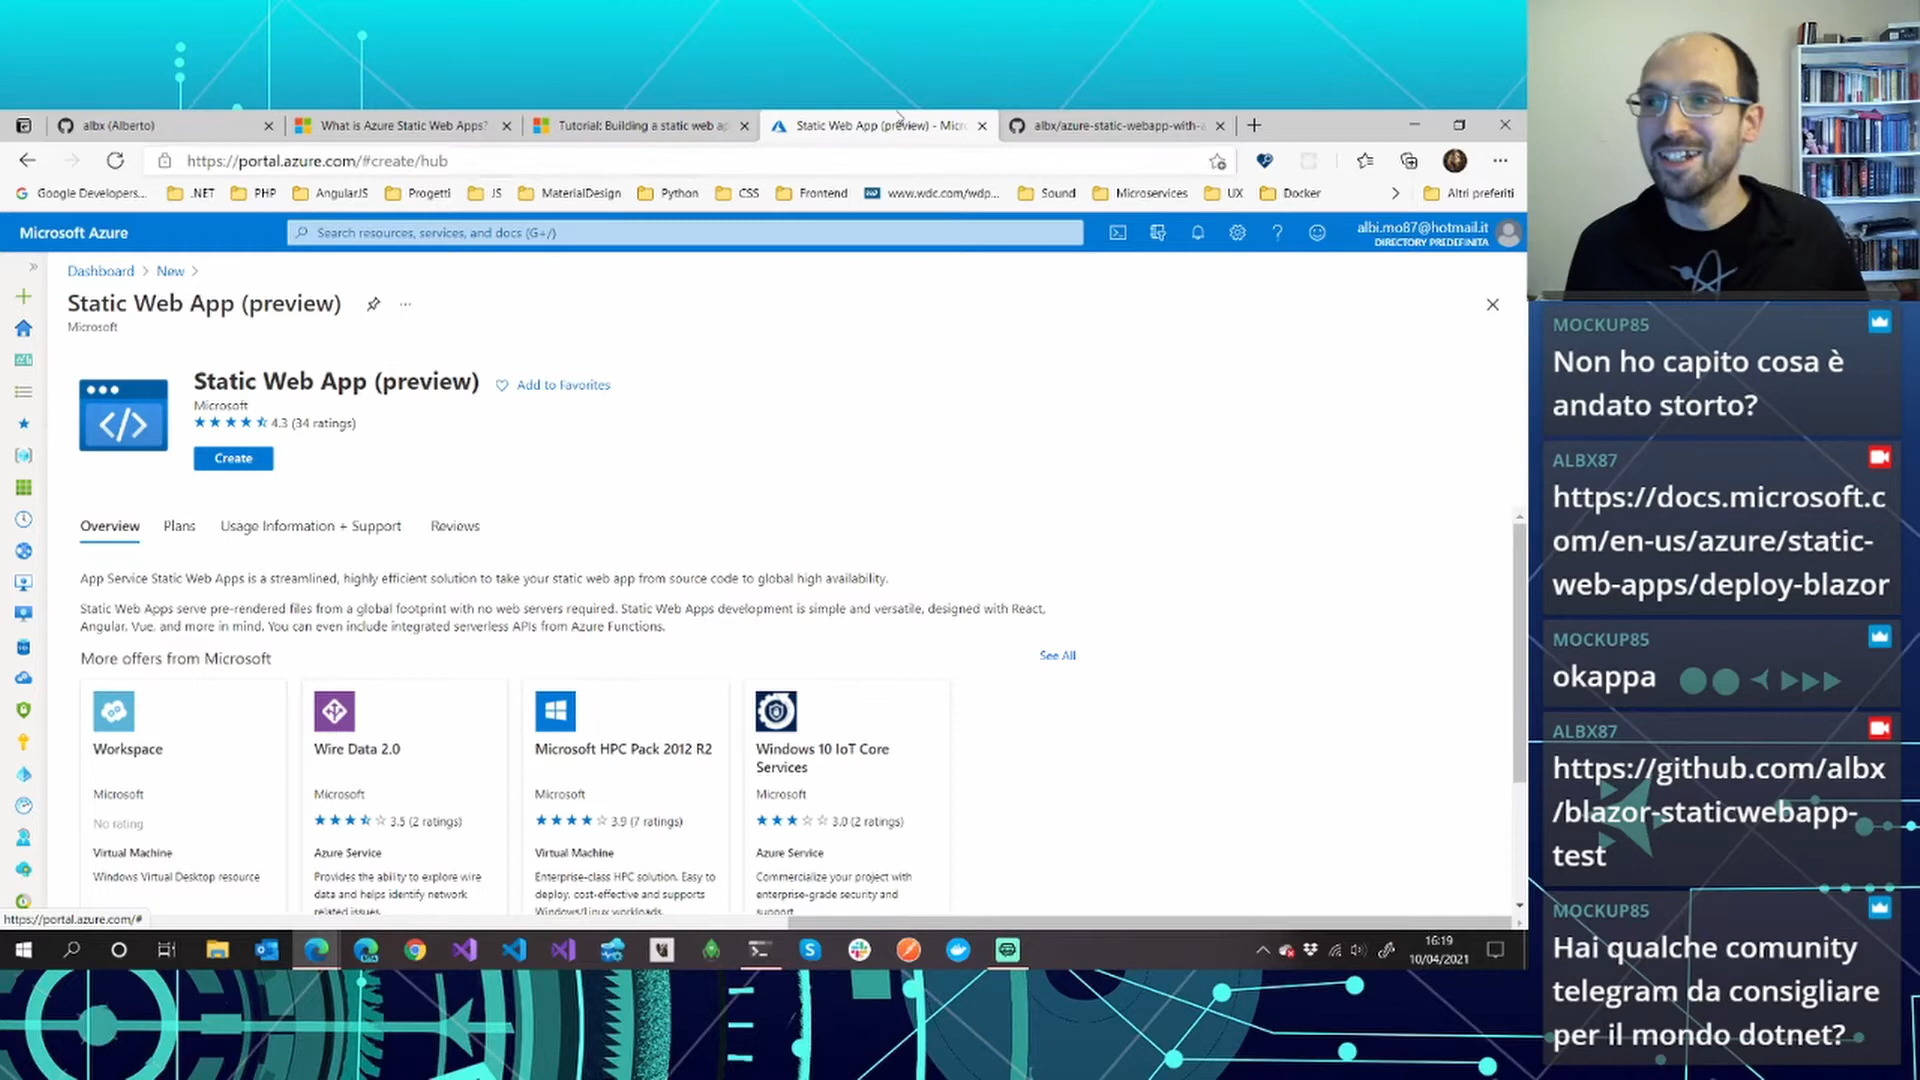 albx (Alberto)
What is Azure Static Web Apps?
Tutorial: Building a static web ap
Static Web App (preview) - Micr
albx/azure-static-webapp-with-a
https://portal.azure.com/#create/hub
Google Developers...
.NET
PHP
AngularJS
Progetti
JS
MaterialDesign
Python
CSS
Frontend
www.wdc.com/wdp...
Sound
Microservices
UX
Docker
Altri preferiti
Microsoft Azure
Search resources, services, and docs (G+/)
albi.mo87@hotmail.it
DIRECTORY PREDEFINITA
Dashboard > New >
Static Web App (preview)
Microsoft
Static Web App (preview)
Add to Favorites
Microsoft
4.3 (34 ratings)
Create
Overview
Plans
Usage Information + Support
Reviews
App Service Static Web Apps is a streamlined, highly efficient solution to take your static web app from source code to global high availability.
Static Web Apps serve pre-rendered files from a global footprint with no web servers required. Static Web Apps development is simple and versatile, designed with React,
Angular, Vue, and more in mind. You can even include integrated serverless APIs from Azure Functions.
More offers from Microsoft
See All
Workspace
Microsoft
No rating
Virtual Machine
Windows Virtual Desktop resource
Wire Data 2.0
Microsoft
3.5 (2 ratings)
Azure Service
Provides the ability to explore wire
data and helps identify network
related issues.
Microsoft HPC Pack 2012 R2
Microsoft
3.9 (7 ratings)
Virtual Machine
Enterprise-class HPC solution. Easy to
deploy, cost-effective and supports
Windows/Linux workloads.
Windows 10 IoT Core
Services
Microsoft
3.0 (2 ratings)
Azure Service
Commercialize your project with
enterprise-grade security and
support
https://portal.azure.com/#
16:19
10/04/2021
MOCKUP85
Non ho capito cosa è
andato storto?
ALBX87
https://docs.microsoft.c
om/en-us/azure/static-
web-apps/deploy-blazor
MOCKUP85
okappa
ALBX87
https://github.com/albx
/blazor-staticwebapp-
test
MOCKUP85
Hai qualche comunity
telegram da consigliare
per il mondo dotnet?